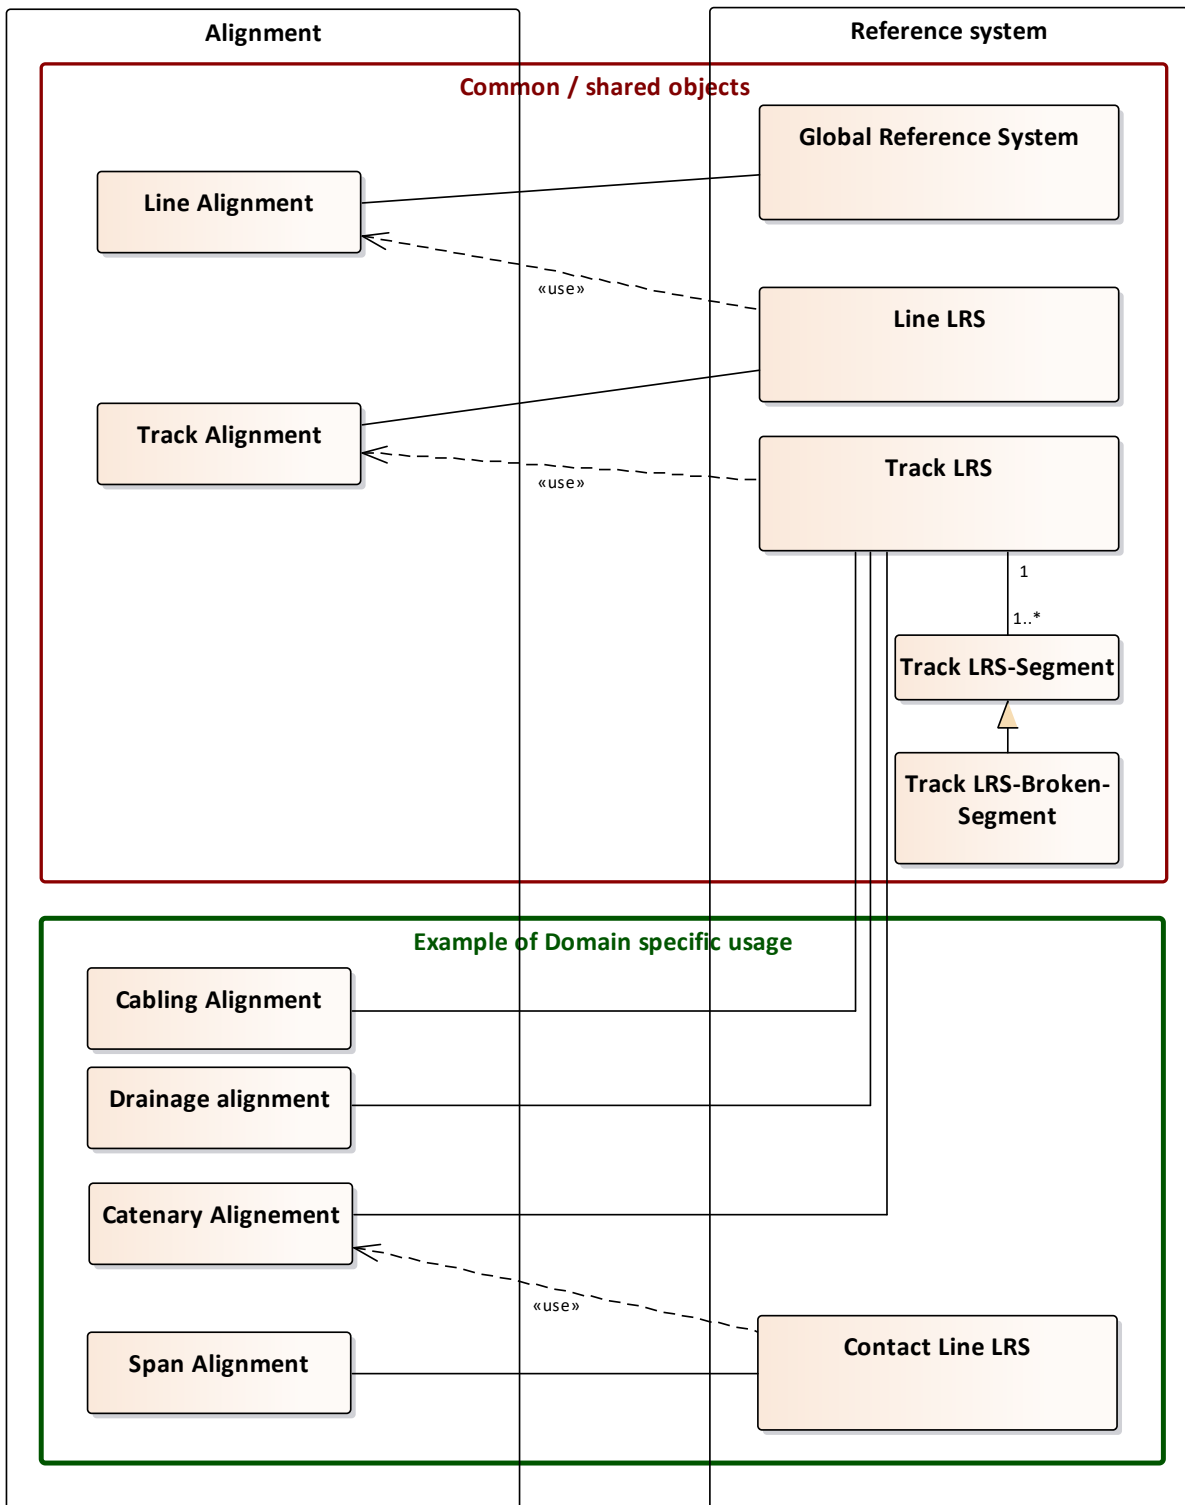 Alignment
Reference system
Common / shared objects
Global Reference System
Line Alignment
«use»
Line LRS
Track Alignment
Track LRS
«use»
1
1..*
Track LRS-Segment
Track LRS-Broken-
Segment
Example of Domain specific usage
Cabling Alignment
Drainage alignment
Catenary Alignement
«use»
Contact Line LRS
Span Alignment